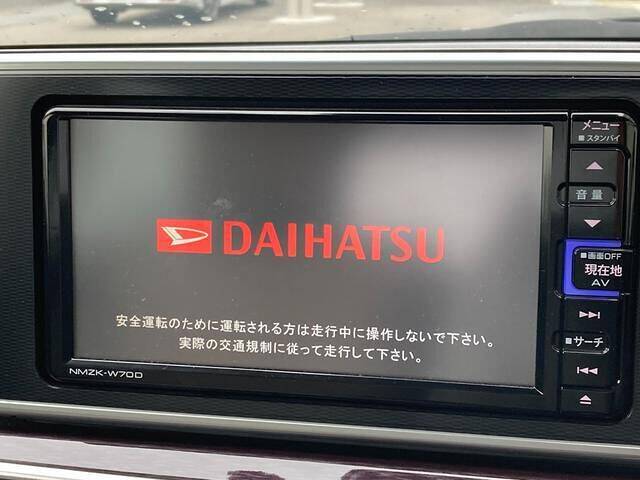 DAIHATSU
安全運転のために運転される方は走行中に操作しないで下さい。
実際の交通規制に従って走行して下さい。
NMZK-W70D
メニュー
スタンバイ
音量
画面OFF
現在地
AV
サーチ